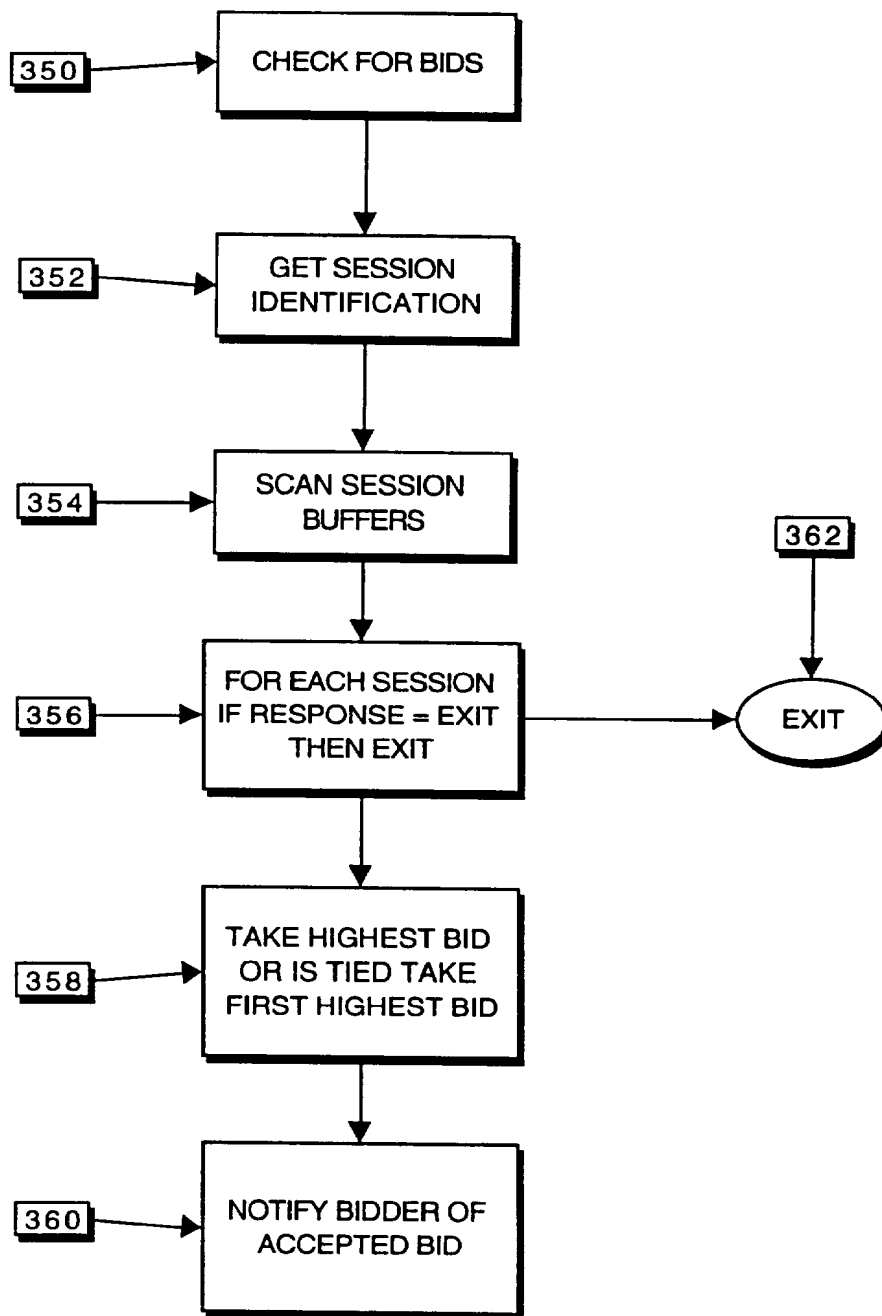 350
CHECK FOR BIDS
352
GET SESSION
IDENTIFICATION
354
SCAN SESSION
BUFFERS
362
356
FOR EACH SESSION
IF RESPONSE = EXIT
THEN EXIT
EXIT
358
TAKE HIGHEST BID
OR IS TIED TAKE
FIRST HIGHEST BID
360
NOTIFY BIDDER OF
ACCEPTED BID